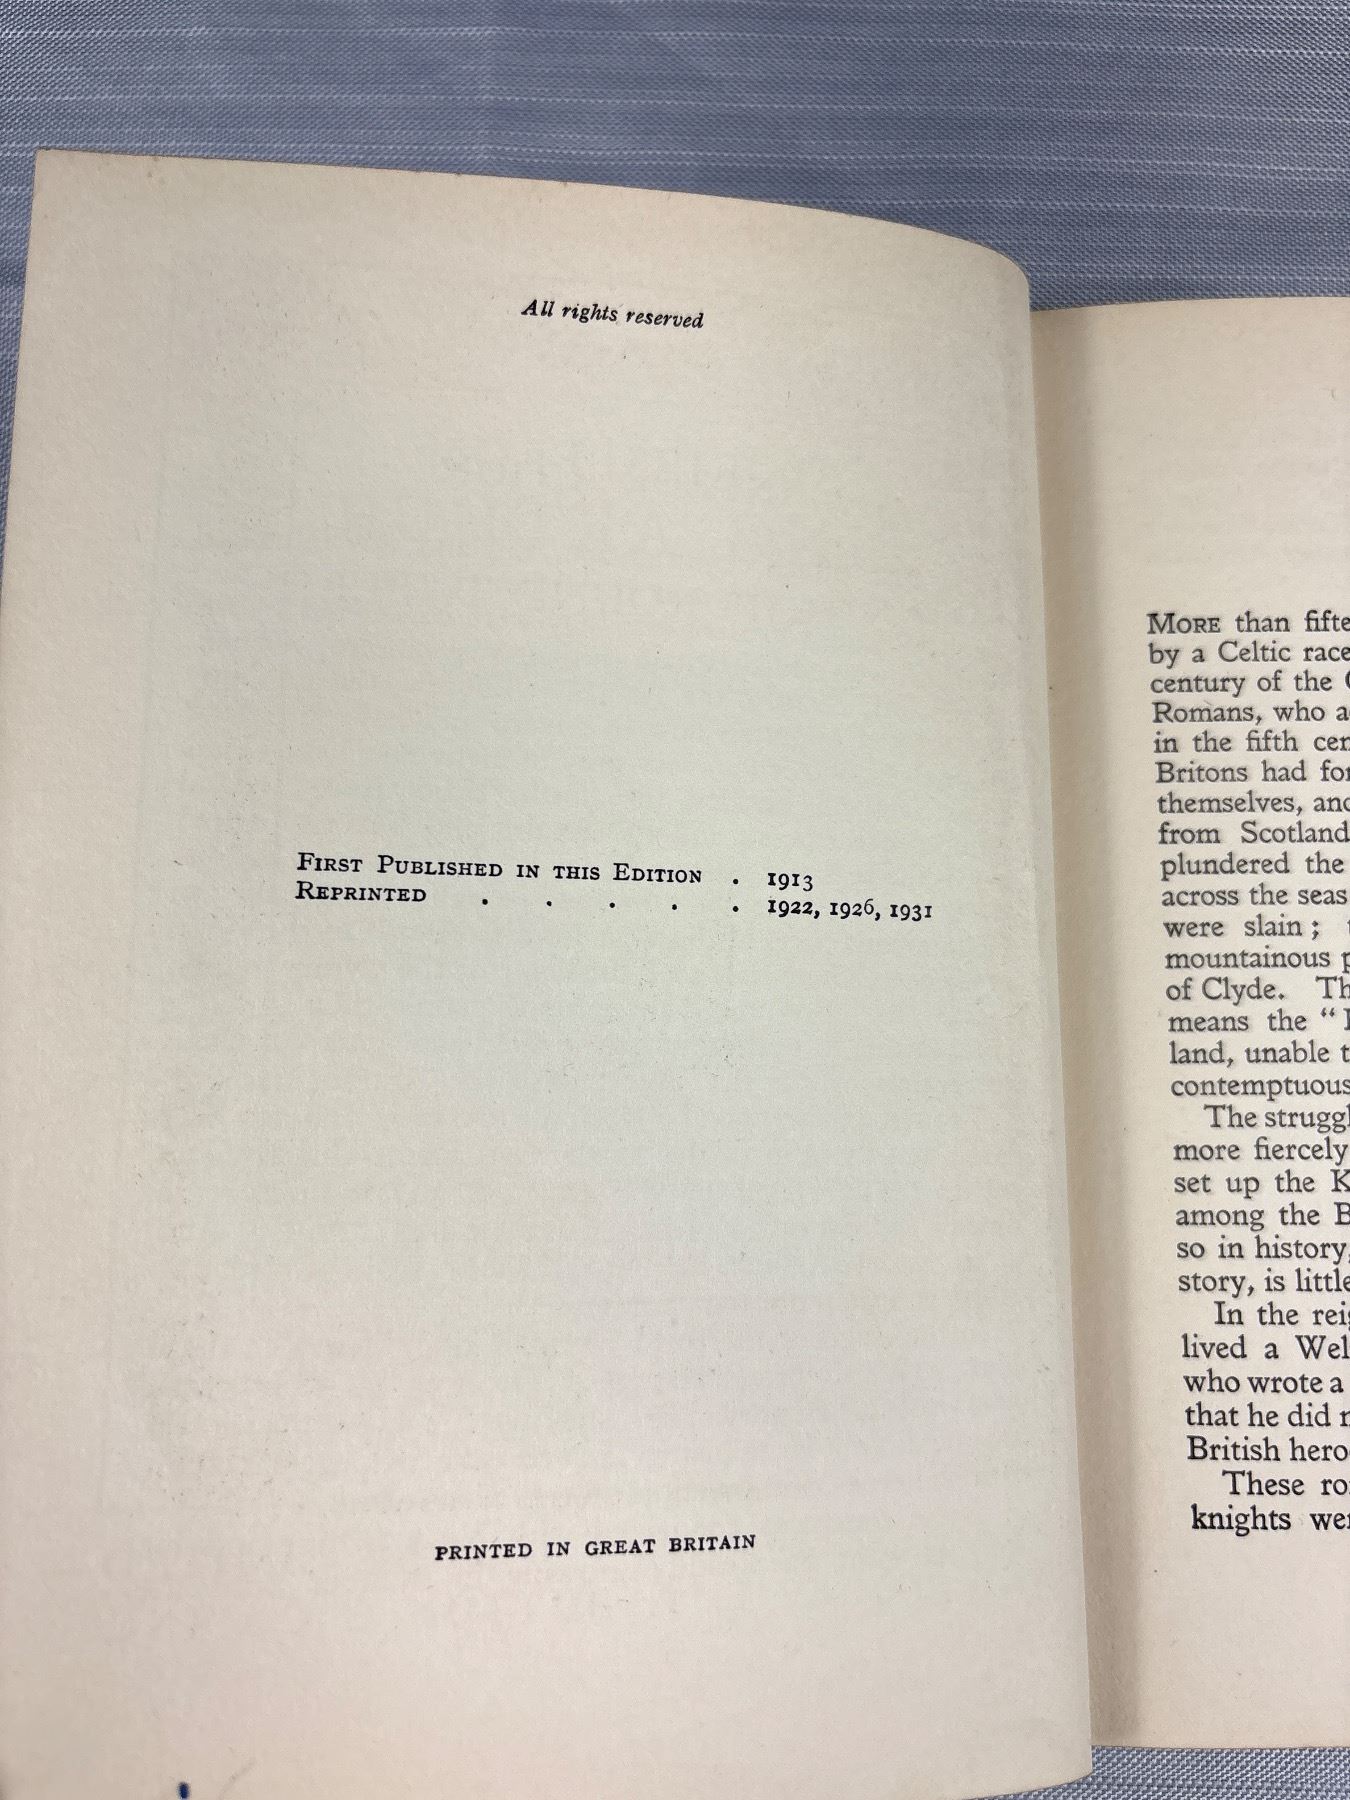 All rights reserved
First Published in this Edition . 1913
Reprinted . . . . . 1922, 1926, 1931
PRINTED IN GREAT BRITAIN
More than fifte
by a Celtic race
century of the
Romans, who a
in the fifth cen
Britons had for
themselves, and
from Scotland
plundered the
across the seas
were slain ;
mountainous p
of Clyde. Th
means the "
land, unable t
contemptuous
The struggl
more fiercely
set up the K
among the B
so in history,
story, is little
In the reig
lived a Wel
who wrote a
that he did n
British hero
These ro
knights wer